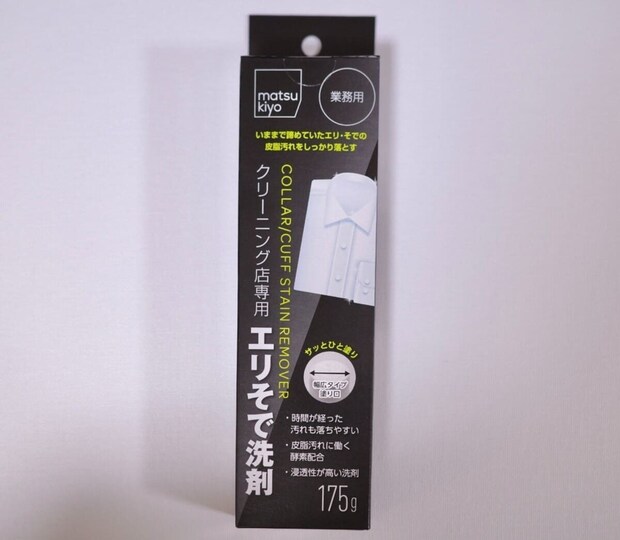 matsu
kiyo
業務用
いままで諦めていたエリ・そでの
皮脂汚れをしっかり落とす
COLLAR/CUFF STAIN REMOVER
クリーニング店専用
エリそで洗剤
サッとひと塗り
幅広タイプ
塗り口
・時間が経った
汚れも落ちやすい
・皮脂汚れに働く
酵素配合
・浸透性が高い洗剤
175g